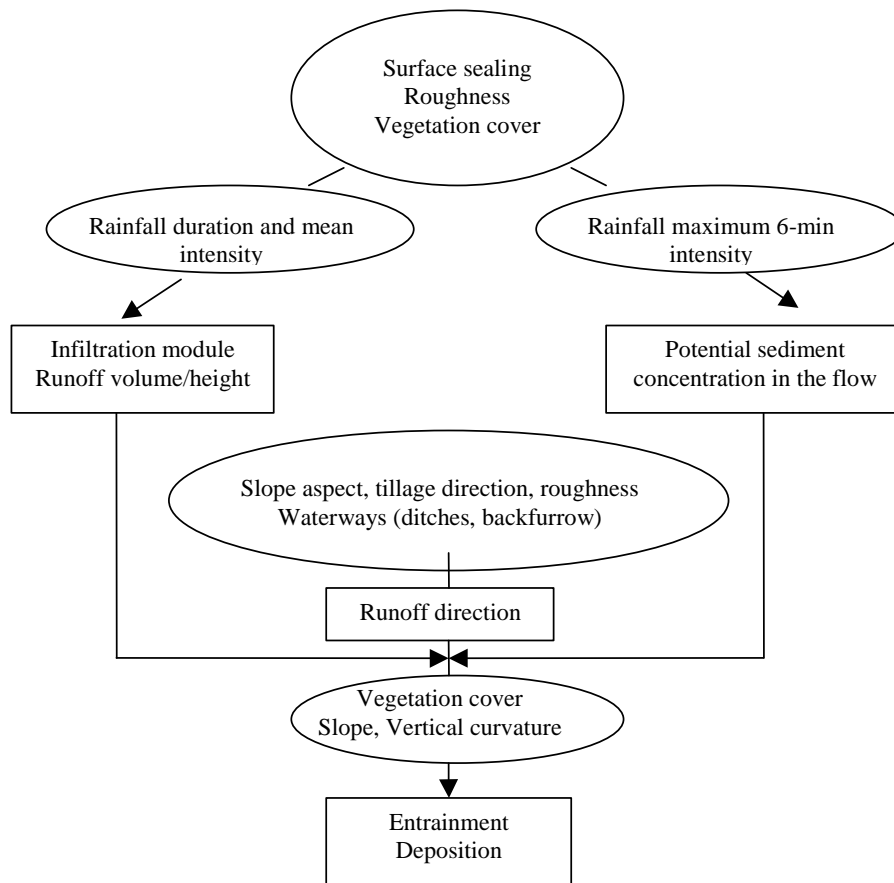 Surface sealing
Roughness
Vegetation cover
Rainfall duration and mean
intensity
Rainfall maximum 6-min
intensity
Infiltration module
Runoff volume/height
Potential sediment
concentration in the flow
Slope aspect, tillage direction, roughness
Waterways (ditches, backfurrow)
Runoff direction
Vegetation cover
Slope, Vertical curvature
Entrainment
Deposition